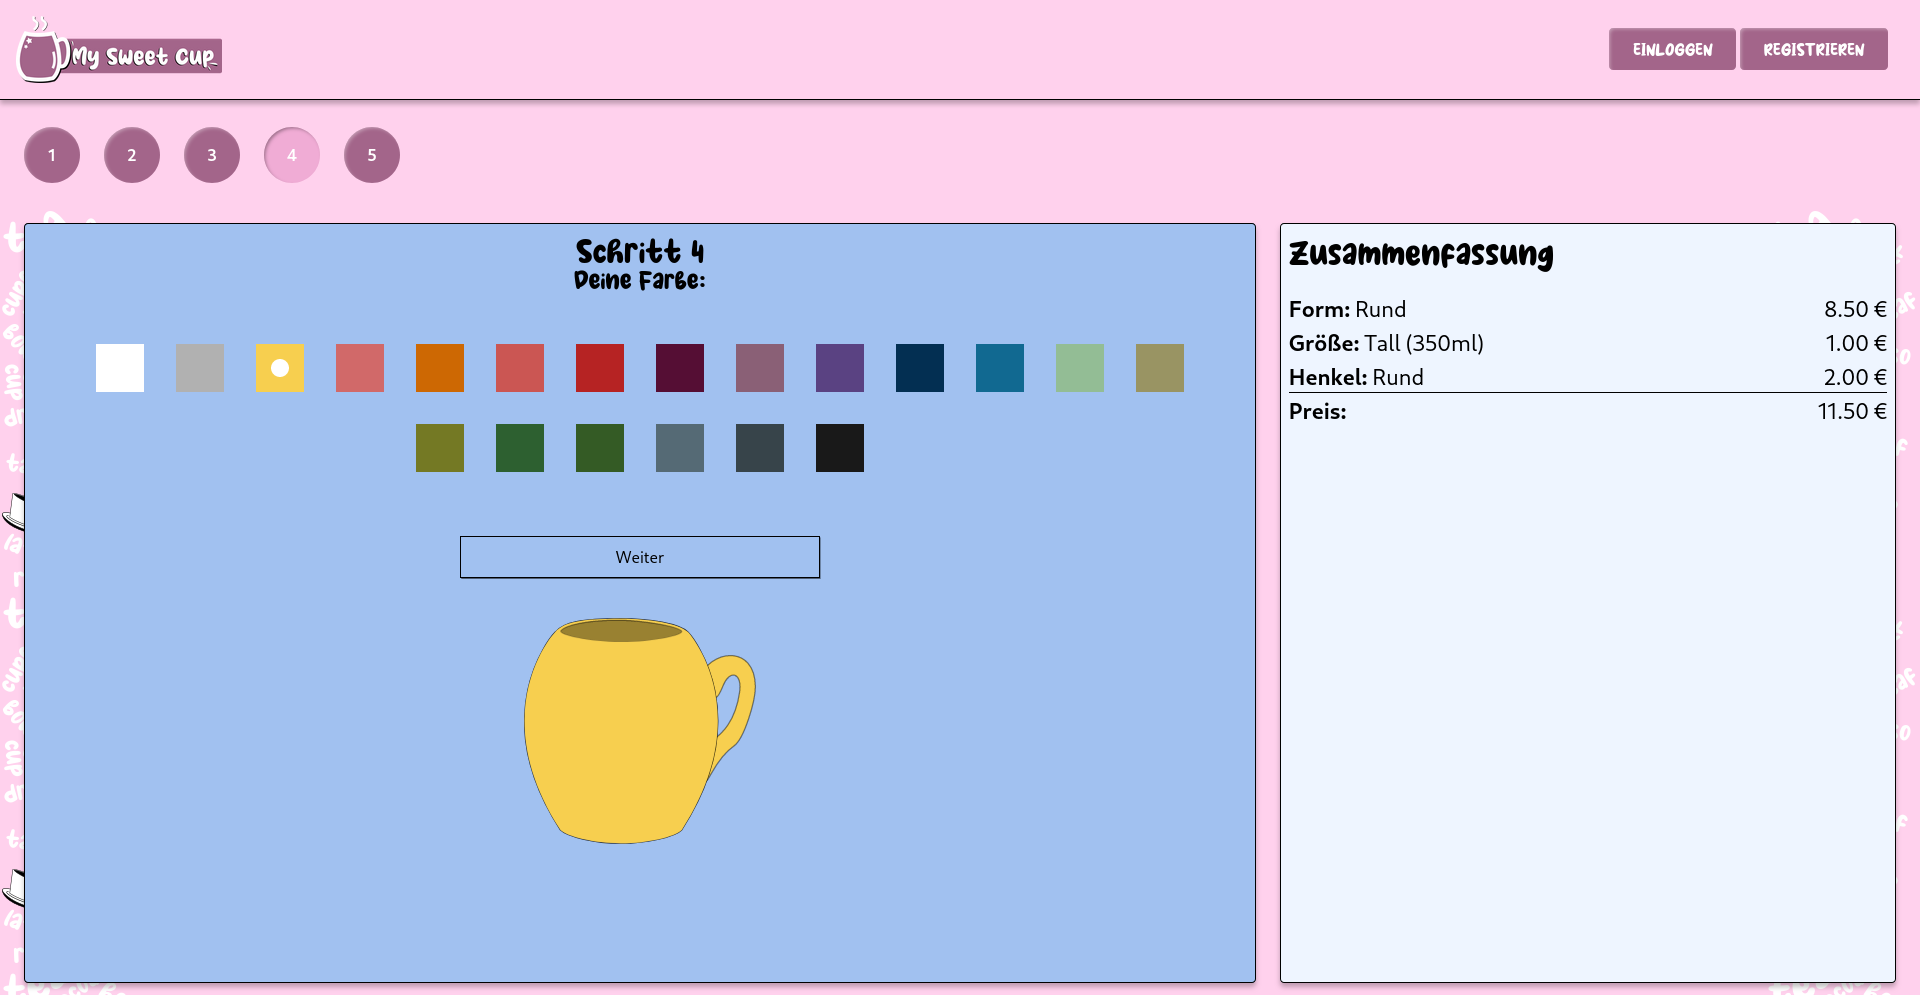 My Sweet Cup
EINLOGGEN REGISTRIEREN
1 2 3 4 5
Schritt 4
Deine Farbe:
Weiter
Zusammenfassung
Form: Rund 8.50 €
Größe: Tall (350ml) 1.00 €
Henkel: Rund 2.00 €
Preis: 11.50 €